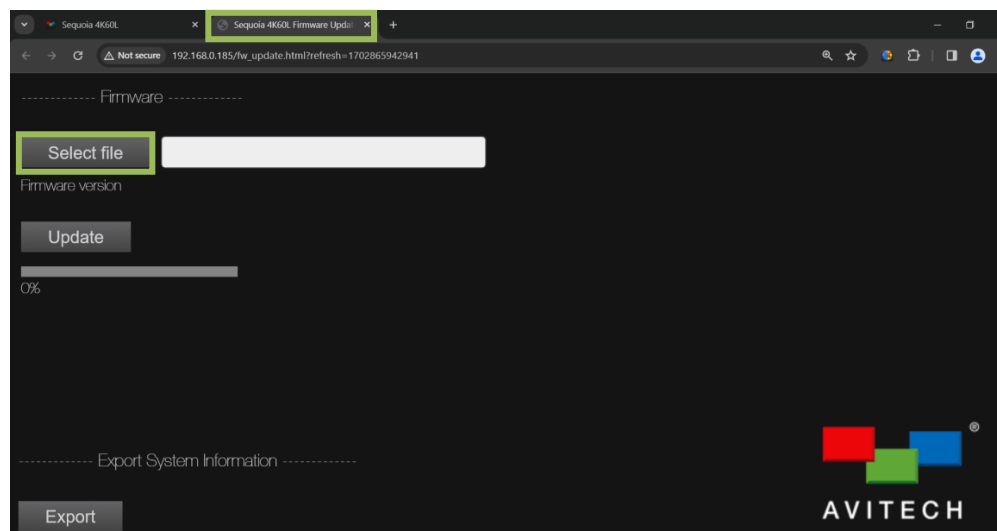 Sequoia 4K60L
Sequoia 4K60L Firmware Updat
Not secure 192.168.0.185/fw_update.html?refresh=1702865942941
------------- Firmware -------------
Select file
Firmware version
Update
0%
------------- Export System Information -------------
®
Export
AVITECH